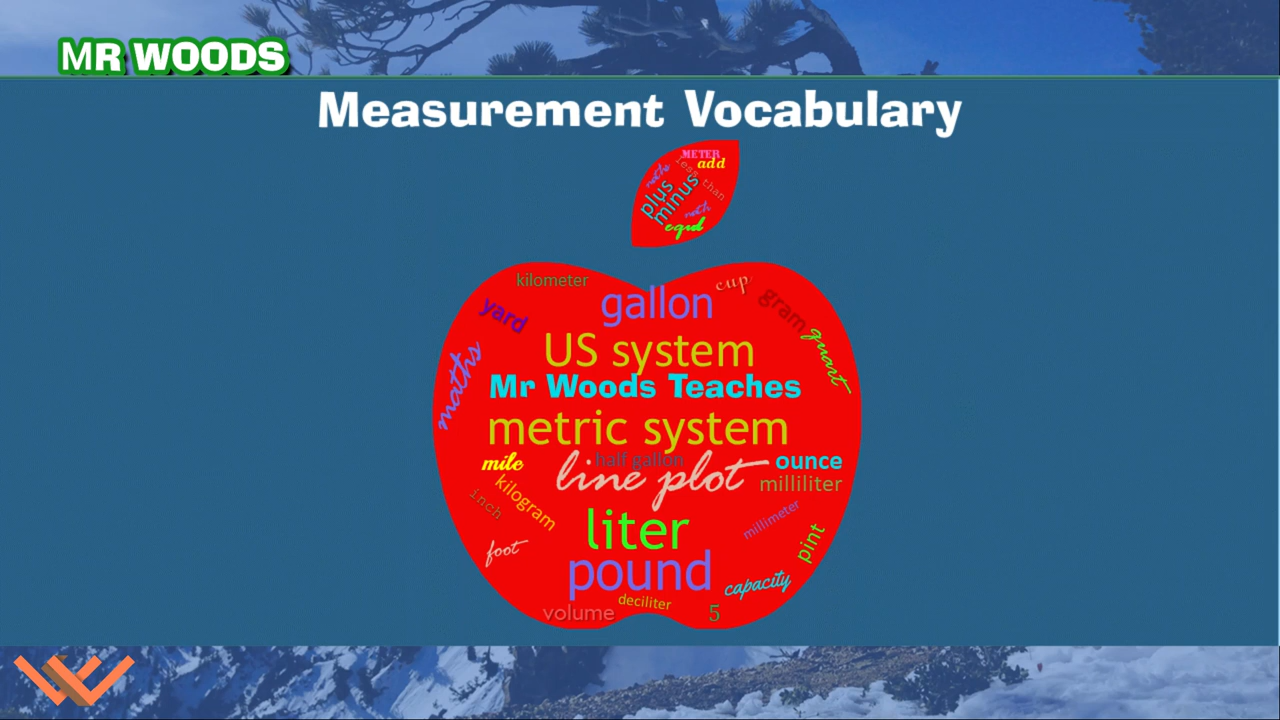 MR WOODS
Measurement Vocabulary
METER
add
less than
maths
plus
minus
math
equal
kilometer
cup
gallon
gram
yard
quart
US system
maths
Mr Woods Teaches
metric system
mile
half gallon
ounce
line plot
milliliter
kilogram
inch
millimeter
liter
pint
foot
pound
capacity
deciliter
volume
5